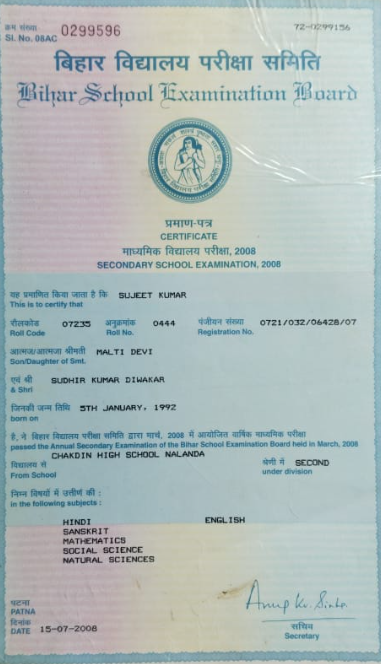 क्रम संख्या 0299596 72-0299156
Sl. No. 08AC
बिहार विद्यालय परीक्षा समिति
Bihar School Examination Board
प्रमाण-पत्र
CERTIFICATE
माध्यमिक विद्यालय परीक्षा, 2008
SECONDARY SCHOOL EXAMINATION, 2008
यह प्रमाणित किया जाता है कि SUJEET KUMAR
This is to certify that
रौलकोड 07235 अनुक्रमांक 0444 पंजीयन संख्या 0721/032/06428/07
Roll Code Roll No. Registration No.
आत्मज/आत्मजा श्रीमती MALTI DEVI
Son/Daughter of Smt.
एवं श्री SUDHIR KUMAR DIWAKAR
& Shri
जिनकी जन्म तिथि 5TH JANUARY, 1992
born on
है, ने बिहार विद्यालय परीक्षा समिति द्वारा मार्च, 2008 में आयोजित वार्षिक माध्यमिक परीक्षा
passed the Annual Secondary Examination of the Bihar School Examination Board held in March, 2008
CHAKDIN HIGH SCHOOL NALANDA
विद्यालय से श्रेणी में SECOND
From School under division
निम्न विषयों में उत्तीर्ण की :
in the following subjects :
HINDI ENGLISH
SANSKRIT
MATHEMATICS
SOCIAL SCIENCE
NATURAL SCIENCES
पटना
PATNA
दिनांक
DATE 15-07-2008
Anup Kr. Sinha
सचिव
Secretary